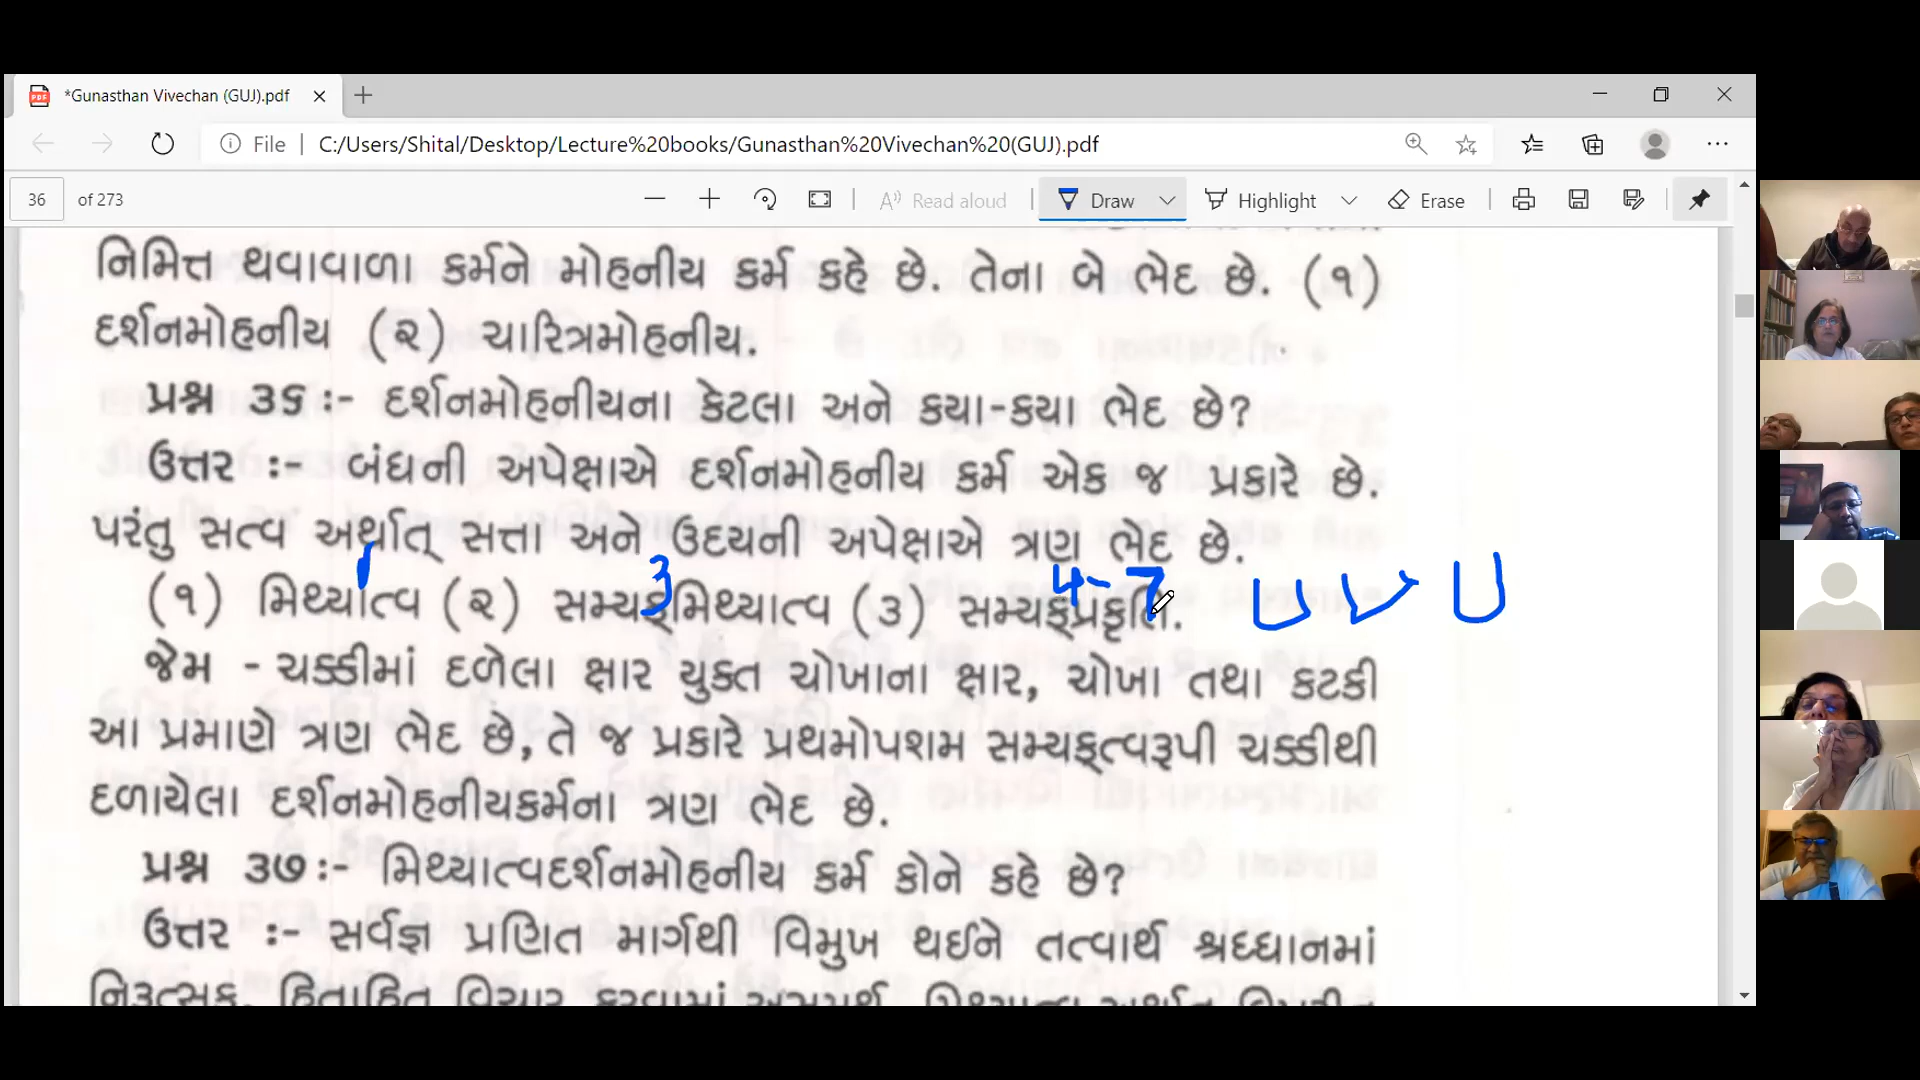 *Gunasthan Vivechan (GUJ).pdf
File | C:/Users/Shital/Desktop/Lecture%20books/Gunasthan%20Vivechan%20(GUJ).pdf
36 of 273 Read aloud Draw Highlight Erase
નિમિત્ત થવાવાળા કર્મને મોહનીય કર્મ કહે છે. તેના બે ભેદ છે. (૧)
દર્શનમોહનીય (૨) ચારિત્રમોહનીય.
પ્રશ્ન ૩૬ :- દર્શનમોહનીયના કેટલા અને કયા-કયા ભેદ છે?
ઉત્તર :- બંધની અપેક્ષાએ દર્શનમોહનીય કર્મ એક જ પ્રકારે છે.
પરંતુ સત્વ અર્થાત્ સત્તા અને ઉદયની અપેક્ષાએ ત્રણ ભેદ છે.
1 3 4-7
(૧) મિથ્યાત્વ (૨) સમ્યક્મિથ્યાત્વ (૩) સમ્યક્પ્રકૃતિ.
જેમ - ચક્કીમાં દળેલા ક્ષાર યુક્ત ચોખાના ક્ષાર, ચોખા તથા કટકી
આ પ્રમાણે ત્રણ ભેદ છે, તે જ પ્રકારે પ્રથમોપશમ સમ્યક્ત્વરૂપી ચક્કીથી
દળાયેલા દર્શનમોહનીયકર્મના ત્રણ ભેદ છે.
પ્રશ્ન ૩૭ :- મિથ્યાત્વદર્શનમોહનીય કર્મ કોને કહે છે?
ઉત્તર :- સર્વજ્ઞ પ્રણિત માર્ગથી વિમુખ થઈને તત્વાર્થ શ્રદ્ધાનમાં